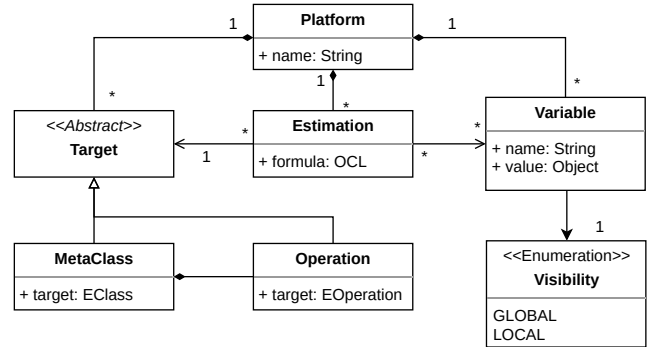 Platform
+ name: String
1
1
1
*
*
*
<<Abstract>>
Target
Estimation
+ formula: OCL
*
1
*
*
Variable
+ name: String
+ value: Object
1
MetaClass
+ target: EClass
Operation
+ target: EOperation
<<Enumeration>>
Visibility
GLOBAL
LOCAL